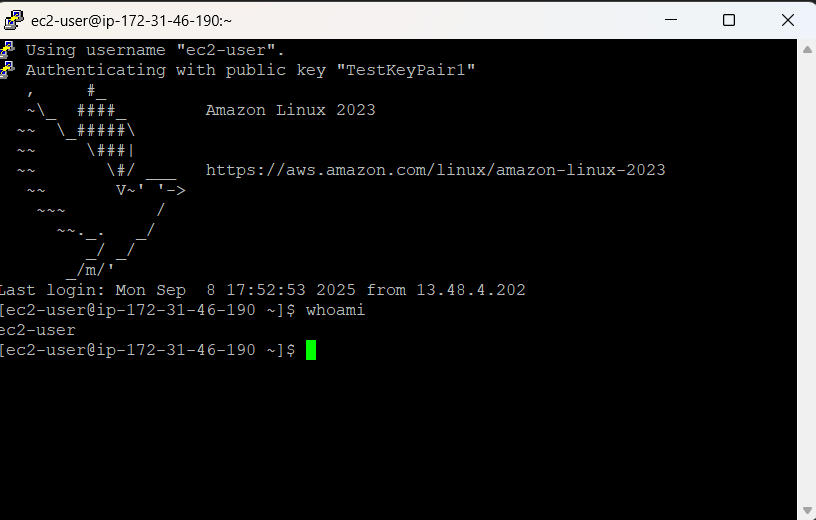 ec2-user@ip-172-31-46-190:~
Using username "ec2-user".
Authenticating with public key "TestKeyPair1"
   ,     #_
   ~\_  ####_        Amazon Linux 2023
  ~~  \_#####\
  ~~     \###|
  ~~       \#/ ___   https://aws.amazon.com/linux/amazon-linux-2023
   ~~       V~' '->
    ~~~         /
      ~~._.   _/
         _/ _/
       _/m/'
Last login: Mon Sep  8 17:52:53 2025 from 13.48.4.202
[ec2-user@ip-172-31-46-190 ~]$ whoami
ec2-user
[ec2-user@ip-172-31-46-190 ~]$